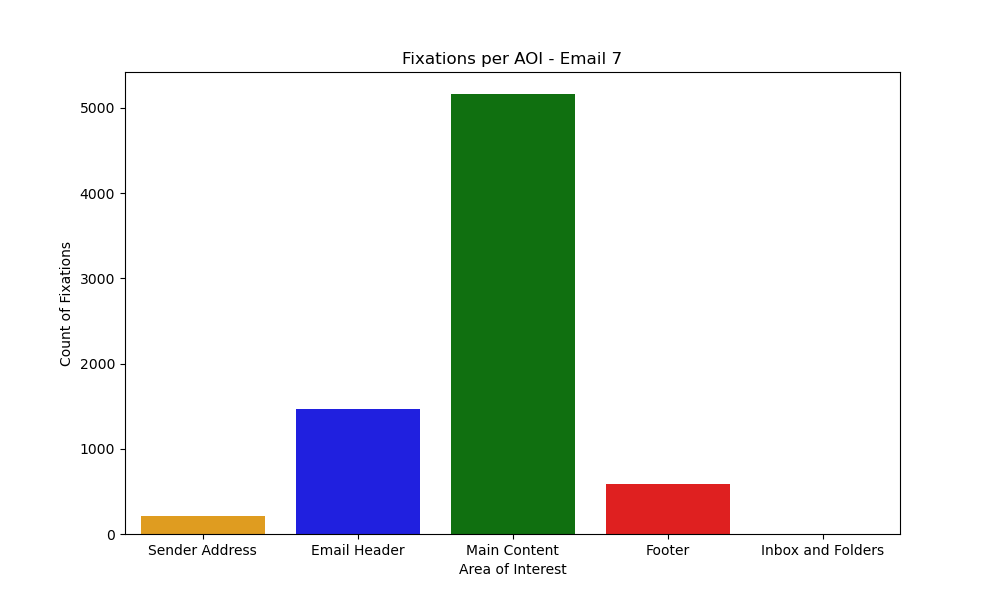 Fixations per AOI - Email 7
Count of Fixations
5000
4000
3000
2000
1000
0
Sender Address
Email Header
Main Content
Footer
Inbox and Folders
Area of Interest